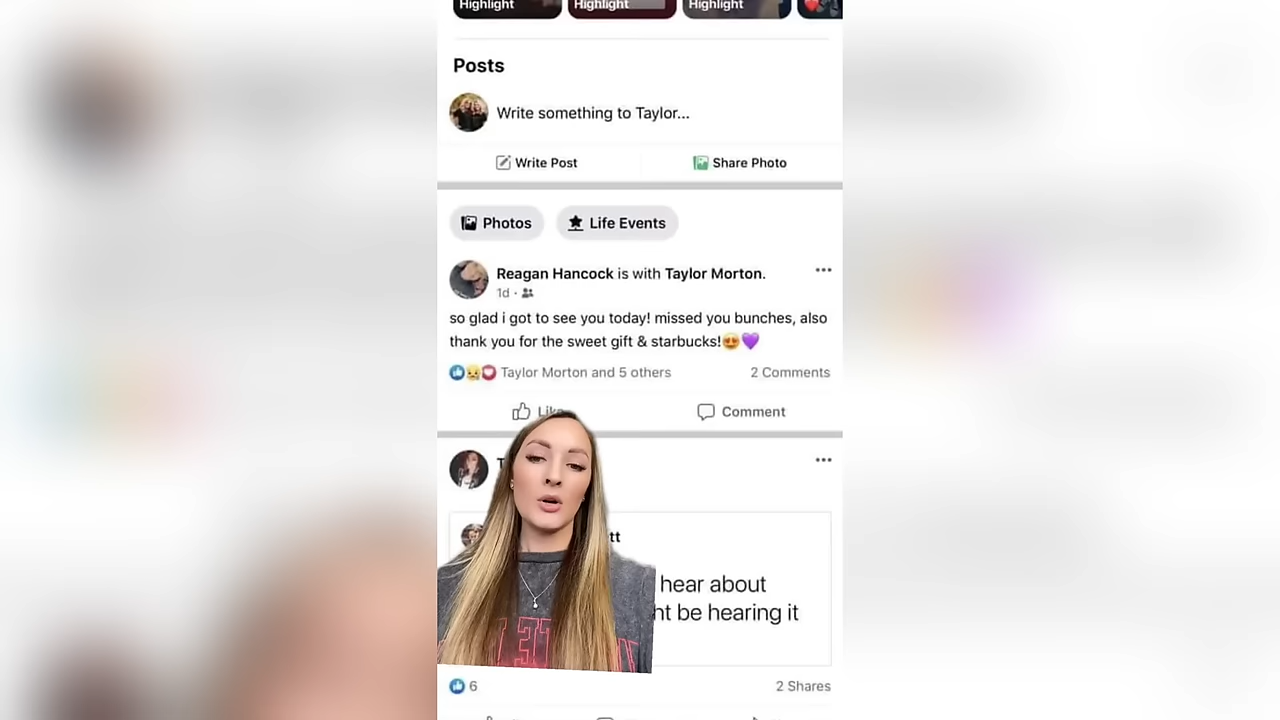 Highlight
Highlight
Highlight
Posts
Write something to Taylor...
Write Post
Share Photo
Photos
Life Events
Reagan Hancock is with Taylor Morton.
1d
so glad i got to see you today! missed you bunches, also
thank you for the sweet gift & starbucks!😍💜
Taylor Morton and 5 others
2 Comments
Comment
hear about
be hearing it
6
2 Shares